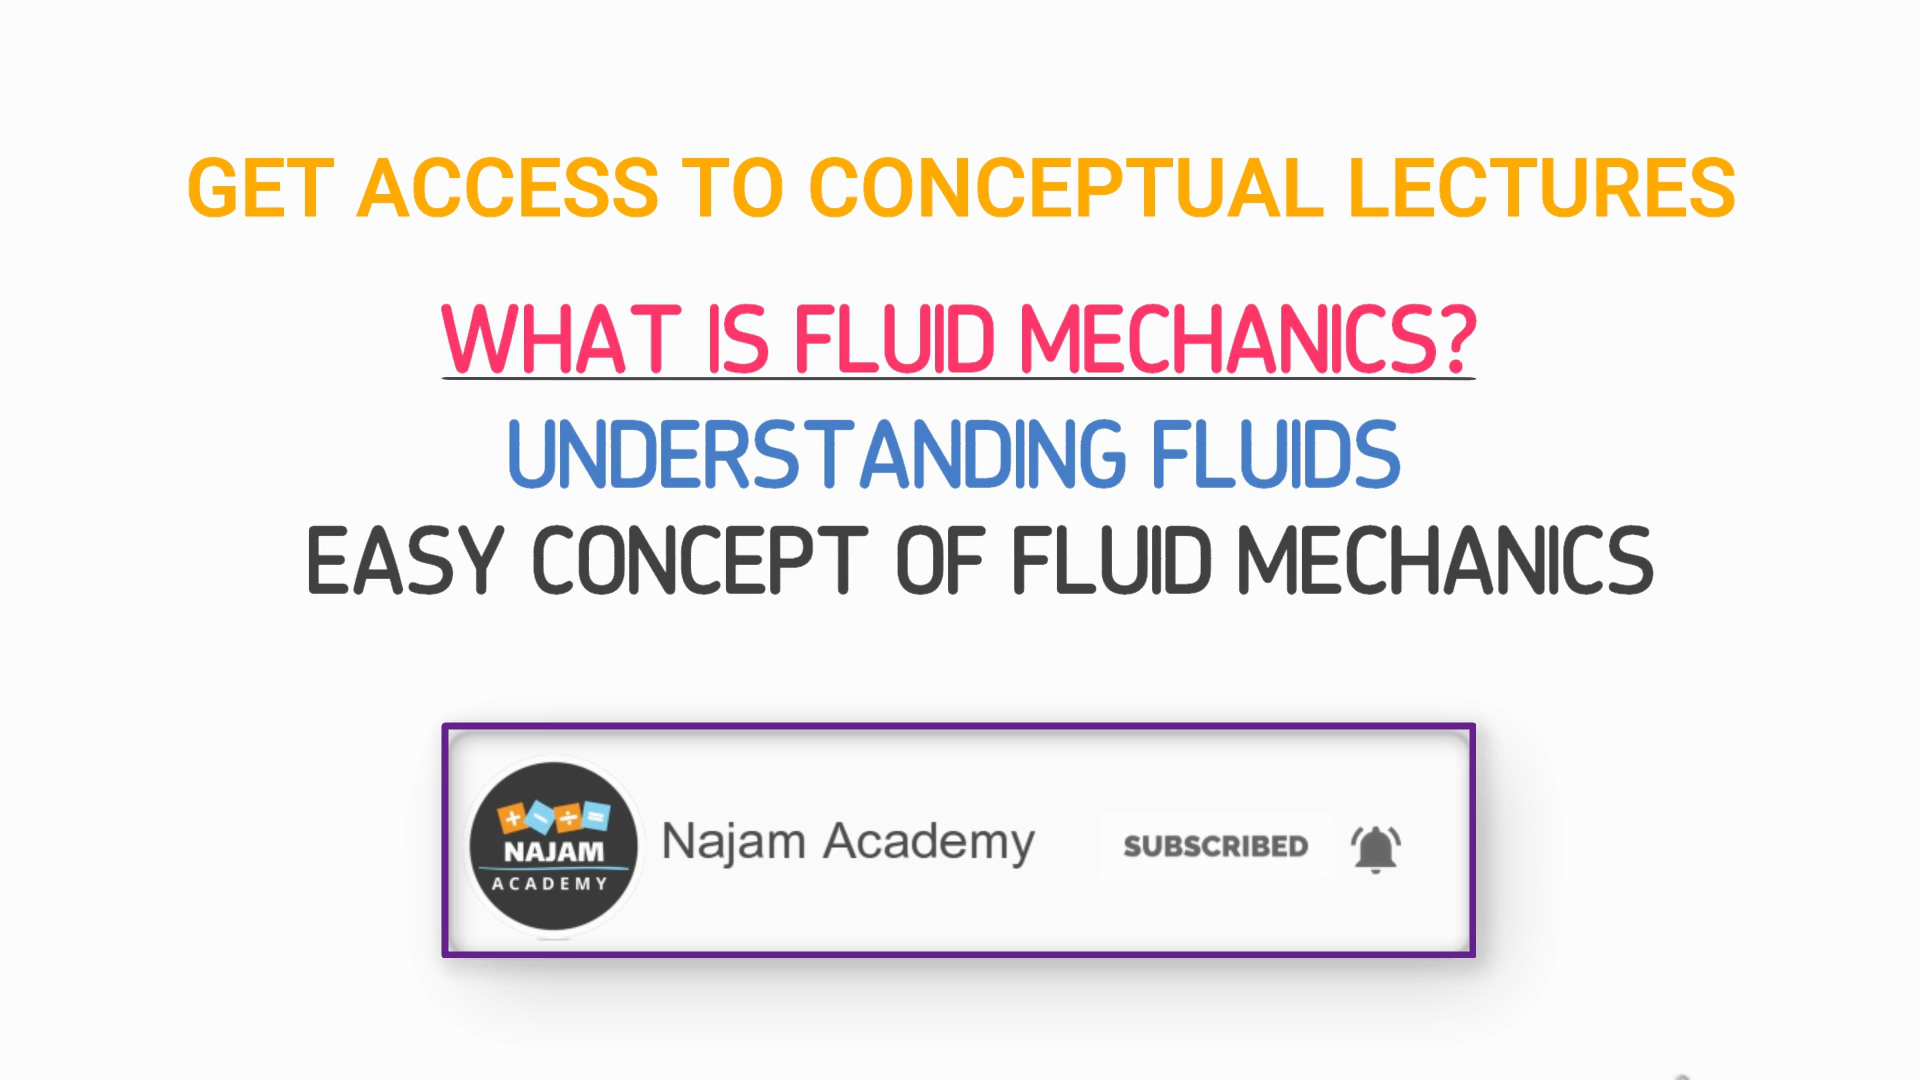 GET ACCESS TO CONCEPTUAL LECTURES
WHAT IS FLUID MECHANICS?
UNDERSTANDING FLUIDS
EASY CONCEPT OF FLUID MECHANICS
NAJAM
ACADEMY
Najam Academy
SUBSCRIBED